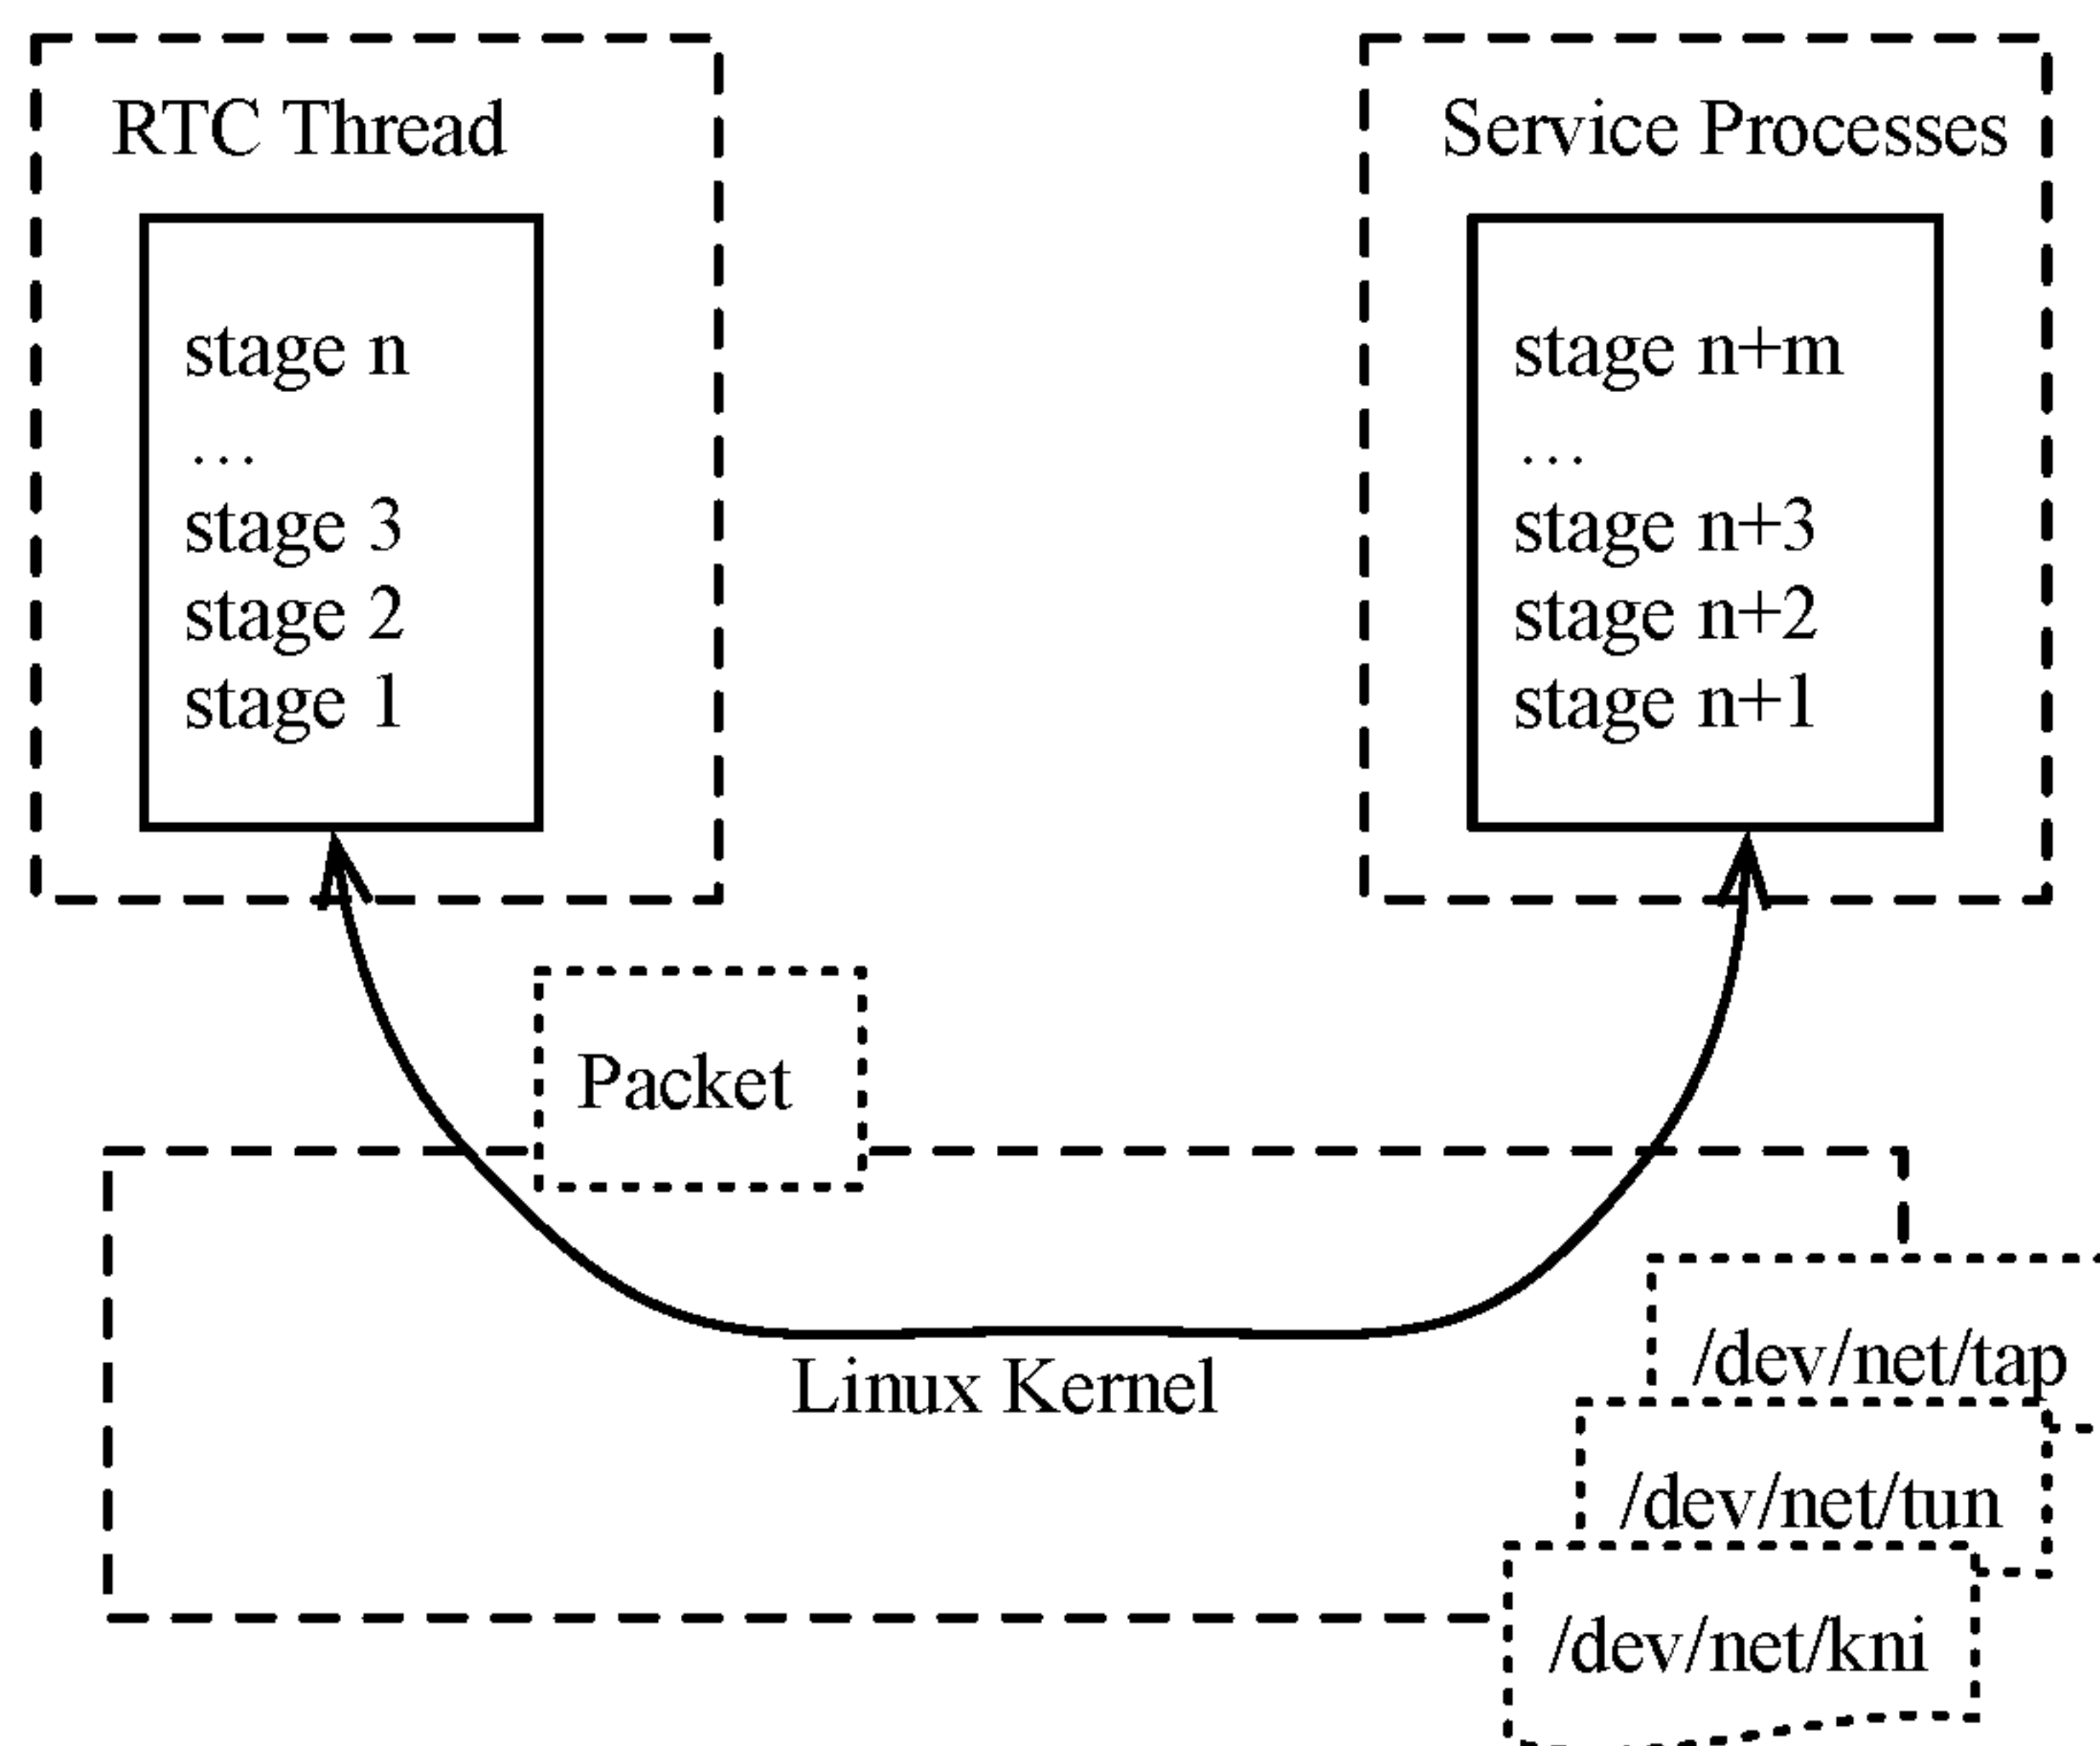 RTC Thread
stage n
...
stage 3
stage 2
stage 1
Service Processes
stage n+m
...
stage n+3
stage n+2
stage n+1
Packet
Linux Kernel
/dev/net/tap
/dev/net/tun
/dev/net/kni